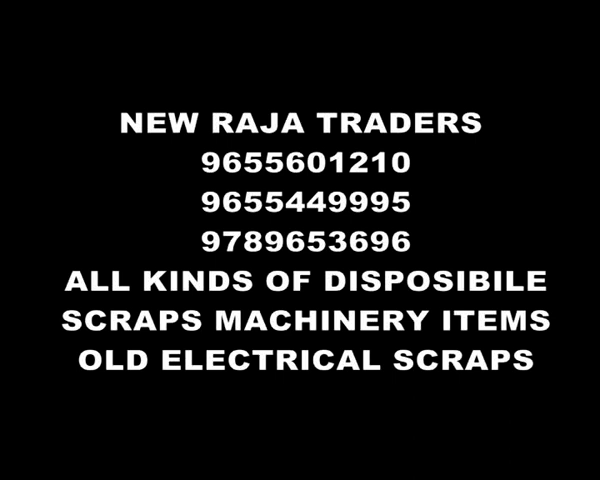 NEW RAJA TRADERS
9655601210
9655449995
9789653696
ALL KINDS OF DISPOSIBILE
SCRAPS MACHINERY ITEMS
OLD ELECTRICAL SCRAPS